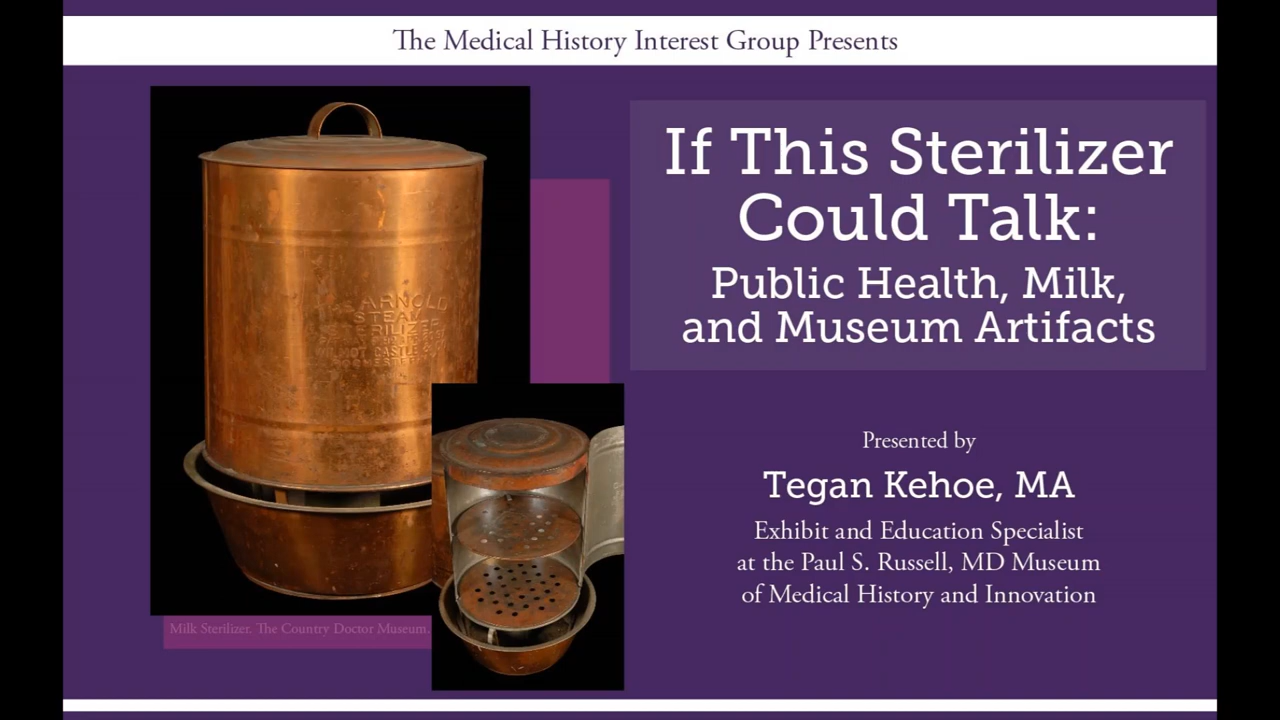 The Medical History Interest Group Presents
If This Sterilizer
Could Talk:
Public Health, Milk,
and Museum Artifacts
ARNOLD
STEAM
STERILIZER
Presented by
Tegan Kehoe, MA
Exhibit and Education Specialist
at the Paul S. Russell, MD Museum
of Medical History and Innovation
Milk Sterilizer. The Country Doctor Museum.